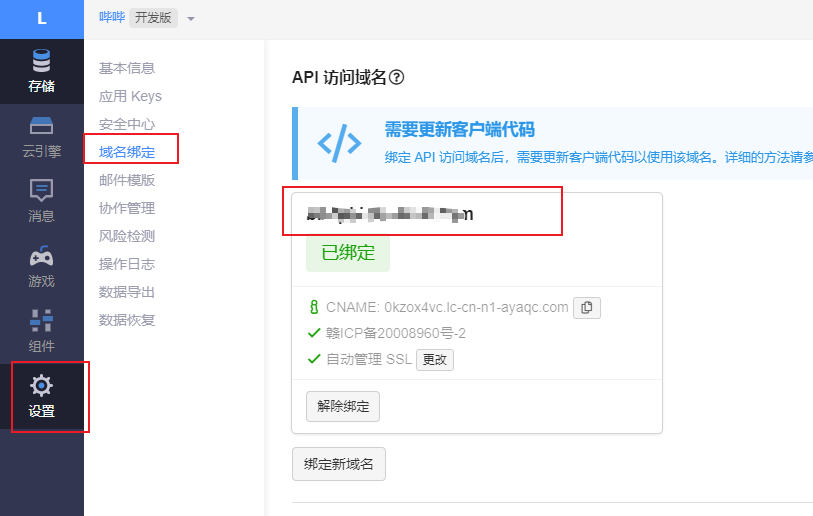 L
哔哔 开发版
存储
云引擎
消息
游戏
组件
设置
基本信息
应用 Keys
安全中心
域名绑定
邮件模版
协作管理
风险检测
操作日志
数据导出
数据恢复
API 访问域名
需要更新客户端代码
绑定 API 访问域名后，需要更新客户端代码以使用该域名。详细的方法请参
已绑定
CNAME: 0kzox4vc.lc-cn-n1-ayaqc.com
赣ICP备20008960号-2
自动管理 SSL 更改
解除绑定
绑定新域名